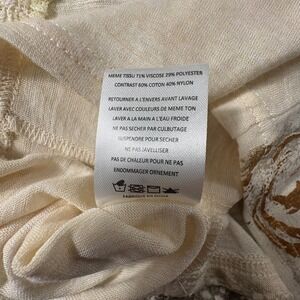 MEME TISSU 71% VISCOSE 29% POLYESTER
CONTRAST 60% COTON 40% NYLON
RETOURNER A L'ENVERS AVANT LAVAGE
LAVER AVEC COULEURS DE MEME TON
LAVER A LA MAIN A L'EAU FROIDE
NE PAS SECHER PAR CULBUTAGE
SUSPENDRE POUR SECHER
NE PAS JAVELLISER
PAS DE CHALEUR POUR NE PAS
ENDOMMAGER ORNEMENT